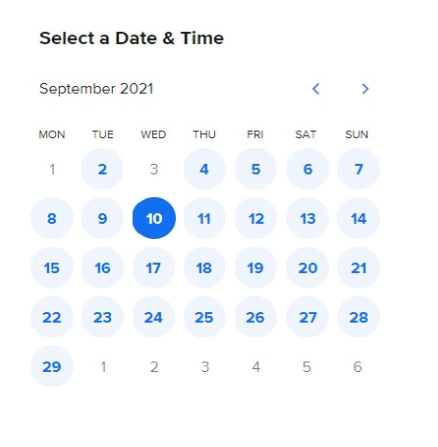 Select a Date & Time
September 2021
MON TUE WED THU FRI SAT SUN
1 2 3 4 5 6 7
8 9 10 11 12 13 14
15 16 17 18 19 20 21
22 23 24 25 26 27 28
29 1 2 3 4 5 6